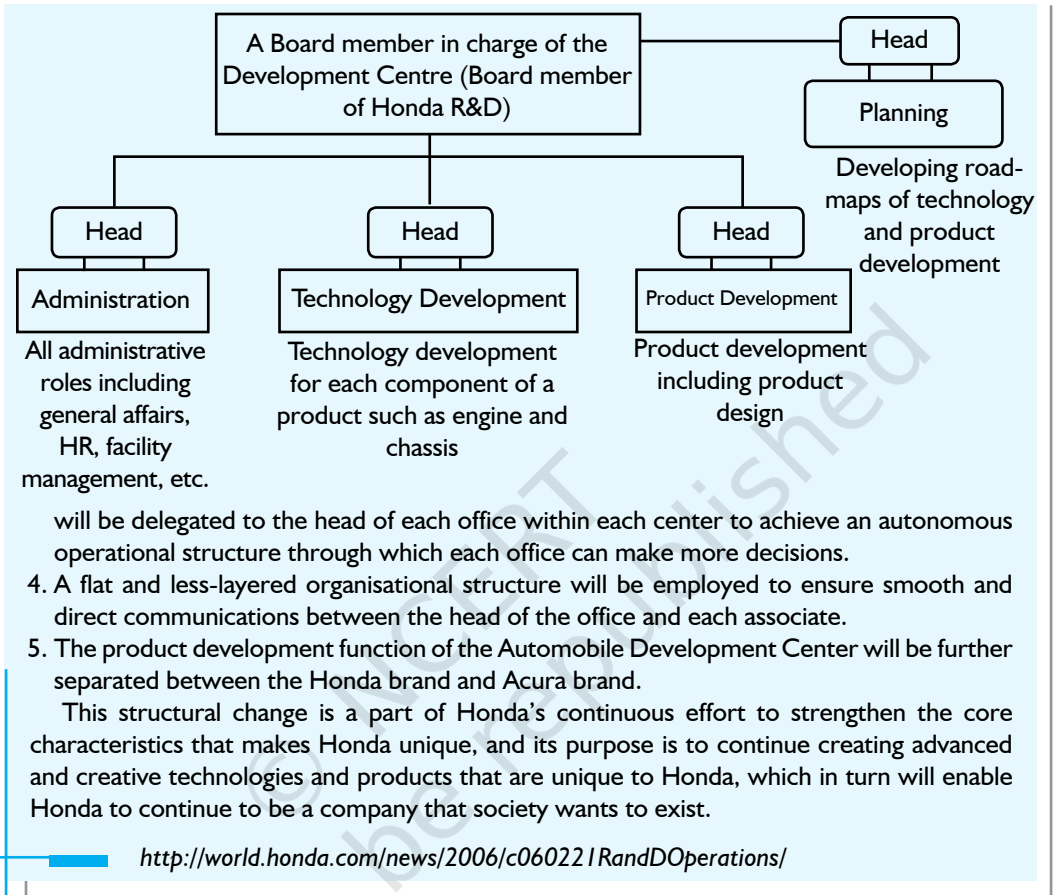 A Board member in charge of the
Development Centre (Board member
of Honda R&D)
Head
Planning
Developing road-
maps of technology
and product
development
Head
Administration
All administrative
roles including
general affairs,
HR, facility
management, etc.
Head
Technology Development
Technology development
for each component of a
product such as engine and
chassis
Head
Product Development
Product development
including product
design
will be delegated to the head of each office within each center to achieve an autonomous
operational structure through which each office can make more decisions.
4. A flat and less-layered organisational structure will be employed to ensure smooth and
direct communications between the head of the office and each associate.
5. The product development function of the Automobile Development Center will be further
separated between the Honda brand and Acura brand.
This structural change is a part of Honda's continuous effort to strengthen the core
characteristics that makes Honda unique, and its purpose is to continue creating advanced
and creative technologies and products that are unique to Honda, which in turn will enable
Honda to continue to be a company that society wants to exist.
http://world.honda.com/news/2006/c060221RandDOperations/
© NCERT
be republished